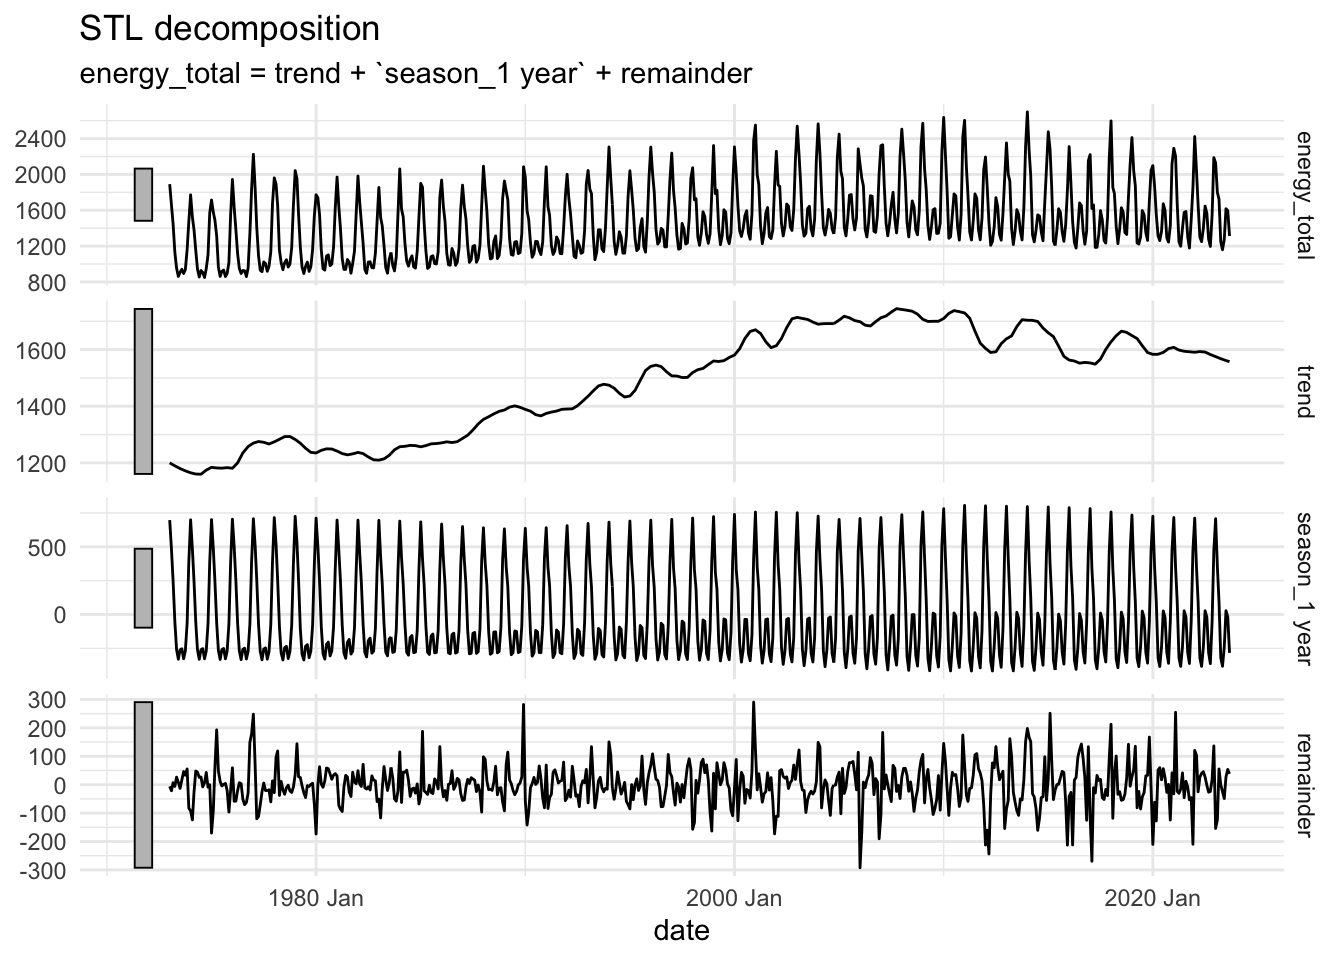 STL decomposition
energy_total = trend + `season_1 year` + remainder
2400
2000
1600
1200
800
energy_total
1600
1400
1200
trend
500
0
season_1 year
300
200
100
0
-100
-200
-300
remainder
1980 Jan
2000 Jan
2020 Jan
date